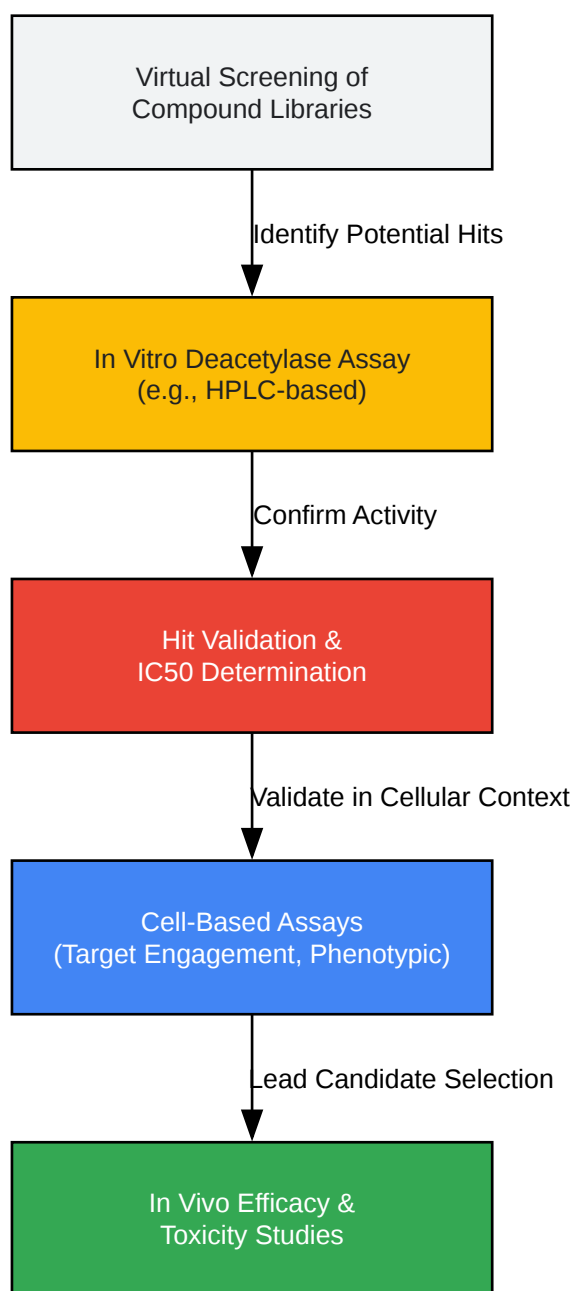 Virtual Screening of
Compound Libraries
Identify Potential Hits
In Vitro Deacetylase Assay
(e.g., HPLC-based)
Confirm Activity
Hit Validation &
IC50 Determination
Validate in Cellular Context
Cell-Based Assays
(Target Engagement, Phenotypic)
Lead Candidate Selection
In Vivo Efficacy &
Toxicity Studies